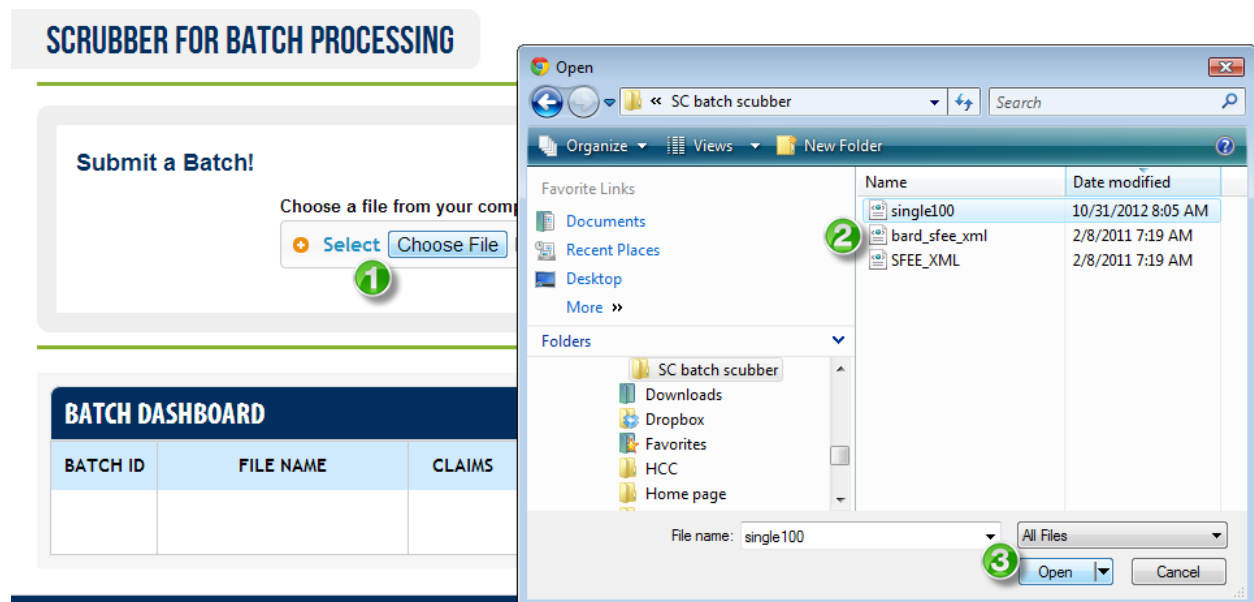 SCRUBBER FOR BATCH PROCESSING
Submit a Batch!
Choose a file from your
Select Choose File
1
BATCH DASHBOARD
BATCH ID FILE NAME CLAIMS
Open
« SC batch scubber Search
Organize Views New Folder
Favorite Links
Documents
Recent Places
Desktop
More »
Folders
SC batch scubber
Downloads
Dropbox
Favorites
HCC
Home page
Name Date modified
single100 10/31/2012 8:05 AM
2
bard_sfee_xml 2/8/2011 7:19 AM
SFEE_XML 2/8/2011 7:19 AM
File name: single100 All Files
3
Open Cancel